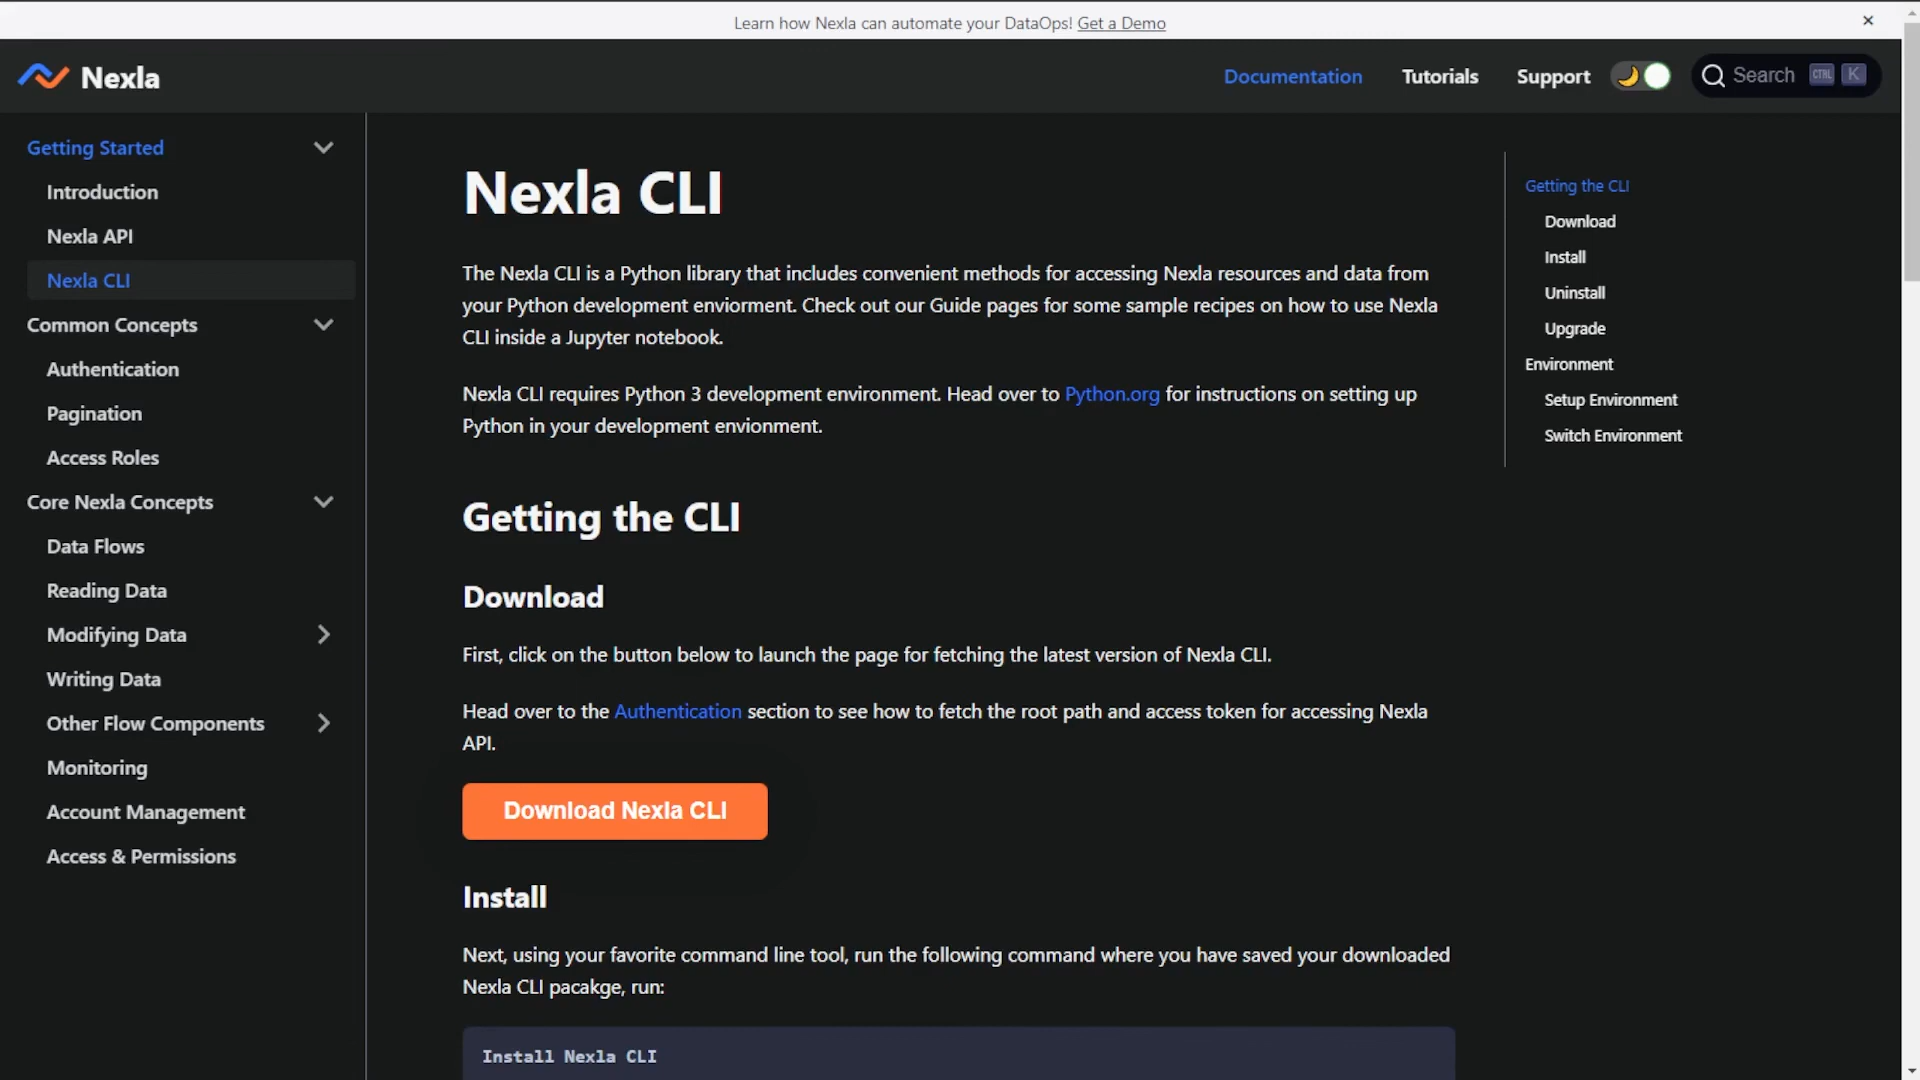 Learn how Nexla can automate your DataOps! Get a Demo
Nexla
Documentation
Tutorials
Support
Search CTRL K
Getting Started
Introduction
Nexla API
Nexla CLI
Common Concepts
Authentication
Pagination
Access Roles
Core Nexla Concepts
Data Flows
Reading Data
Modifying Data
Writing Data
Other Flow Components
Monitoring
Account Management
Access & Permissions
Nexla CLI
The Nexla CLI is a Python library that includes convenient methods for accessing Nexla resources and data from
your Python development enviorment. Check out our Guide pages for some sample recipes on how to use Nexla
CLI inside a Jupyter notebook.
Nexla CLI requires Python 3 development environment. Head over to Python.org for instructions on setting up
Python in your development envionment.
Getting the CLI
Download
First, click on the button below to launch the page for fetching the latest version of Nexla CLI.
Head over to the Authentication section to see how to fetch the root path and access token for accessing Nexla
API.
Download Nexla CLI
Install
Next, using your favorite command line tool, run the following command where you have saved your downloaded
Nexla CLI pacakge, run:
Install Nexla CLI
Getting the CLI
Download
Install
Uninstall
Upgrade
Environment
Setup Environment
Switch Environment